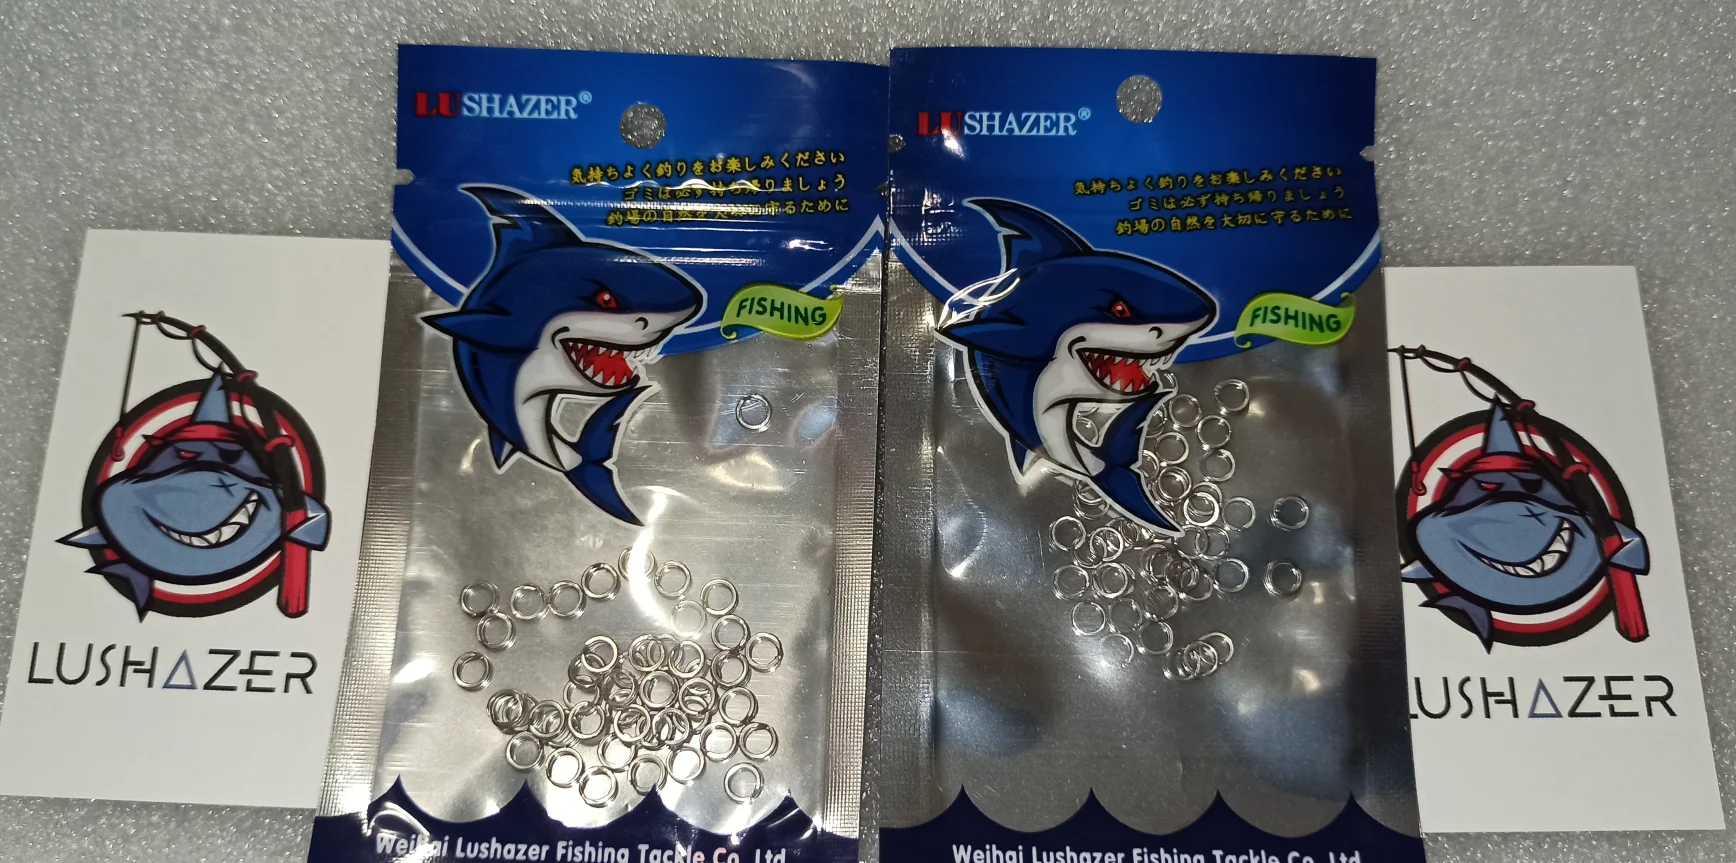 LUSHAZER®
気持ちよく釣りをお楽しみください
ゴミは必ず持ち帰りましょう
釣場の自然を大切に守るために
FISHING
Weihai Lushazer Fishing Tackle Co.,Ltd
LUSHAZER®
気持ちよく釣りをお楽しみください
ゴミは必ず持ち帰りましょう
釣場の自然を大切に守るために
FISHING
Weihai Lushazer Fishing Tackle Co.,Ltd
LUSHAZER
LUSHAZER